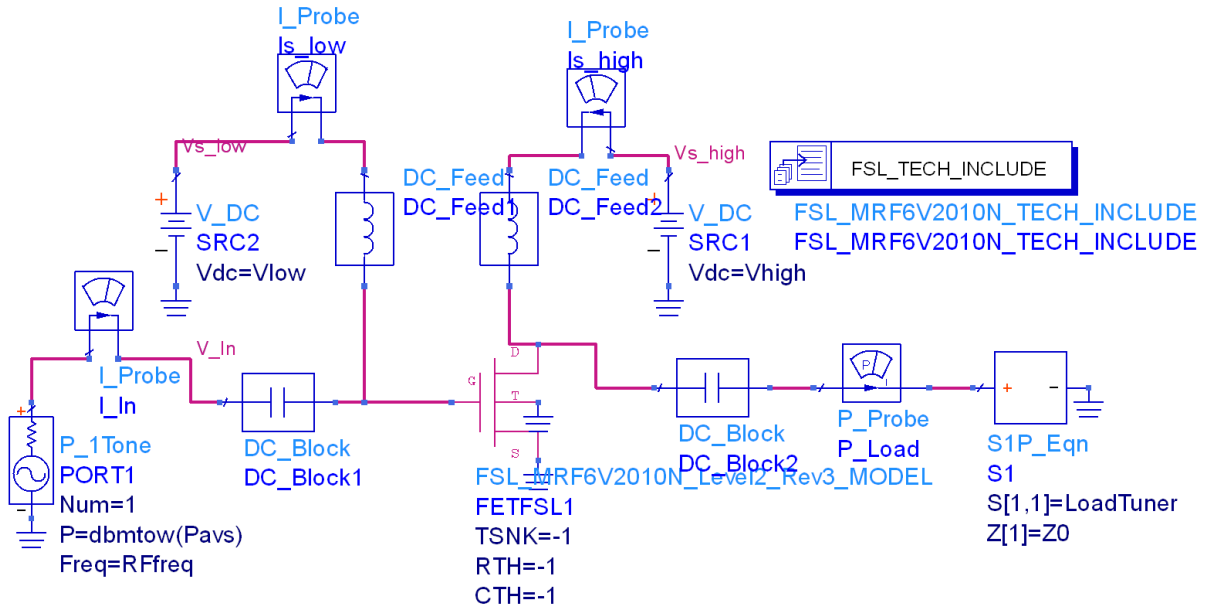 I_Probe
Is_low
I_Probe
Is_high
Vs_low
Vs_high
FSL_TECH_INCLUDE
FSL_MRF6V2010N_TECH_INCLUDE
FSL_MRF6V2010N_TECH_INCLUDE
+
V_DC
SRC2
Vdc=Vlow
-
DC_Feed
DC_Feed1
DC_Feed
DC_Feed2
+
V_DC
SRC1
Vdc=Vhigh
-
V_In
I_Probe
I_In
+
P_1Tone
PORT1
Num=1
P=dbmtow(Pavs)
Freq=RFfreq
-
DC_Block
DC_Block1
D
G
T
S
FSL_MRF6V2010N_Level2_Rev3_MODEL
FETFSL1
TSNK=-1
RTH=-1
CTH=-1
DC_Block
DC_Block2
P
I
P_Probe
P_Load
+ -
S1P_Eqn
S1
S[1,1]=LoadTuner
Z[1]=Z0